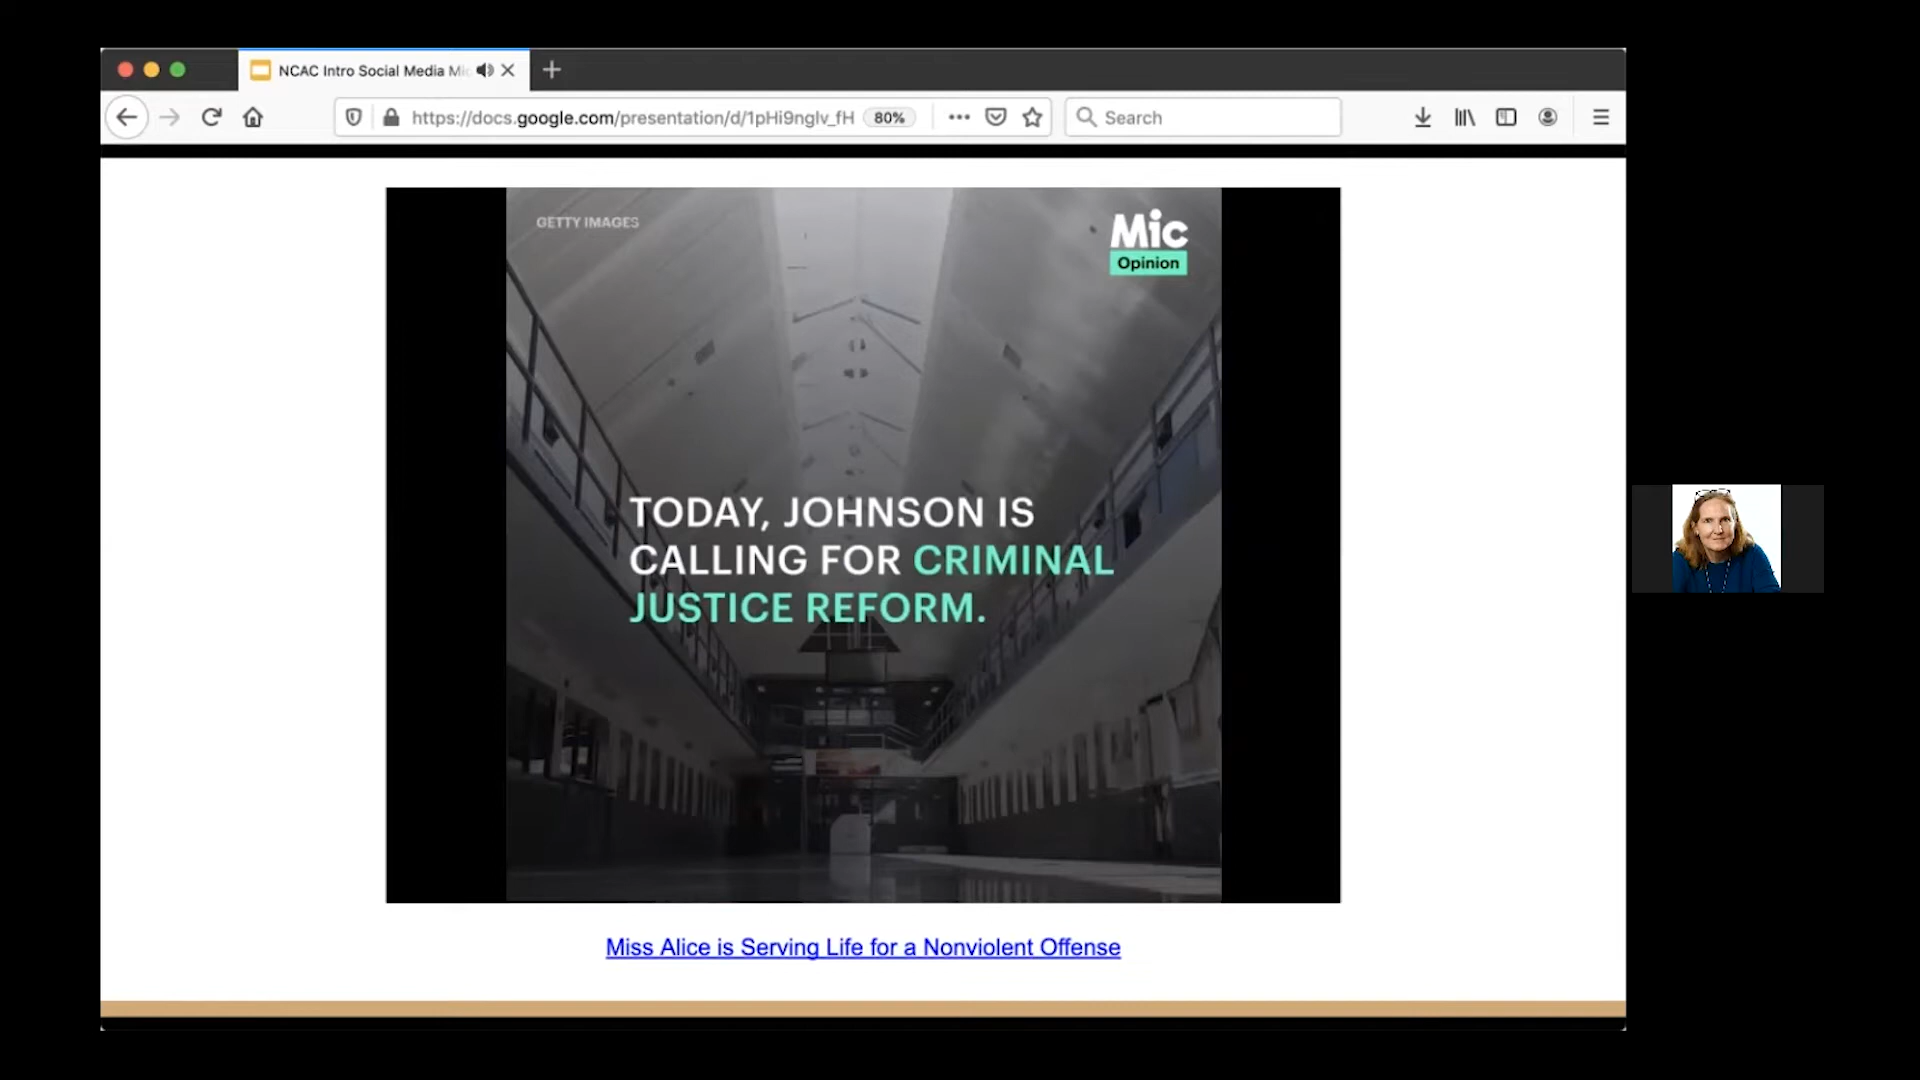 NCAC Intro Social Media Mi
https://docs.google.com/presentation/d/1pHi9nglv_fH
80%
Search
GETTY IMAGES
Mic
Opinion
TODAY, JOHNSON IS
CALLING FOR CRIMINAL
JUSTICE REFORM.
Miss Alice is Serving Life for a Nonviolent Offense